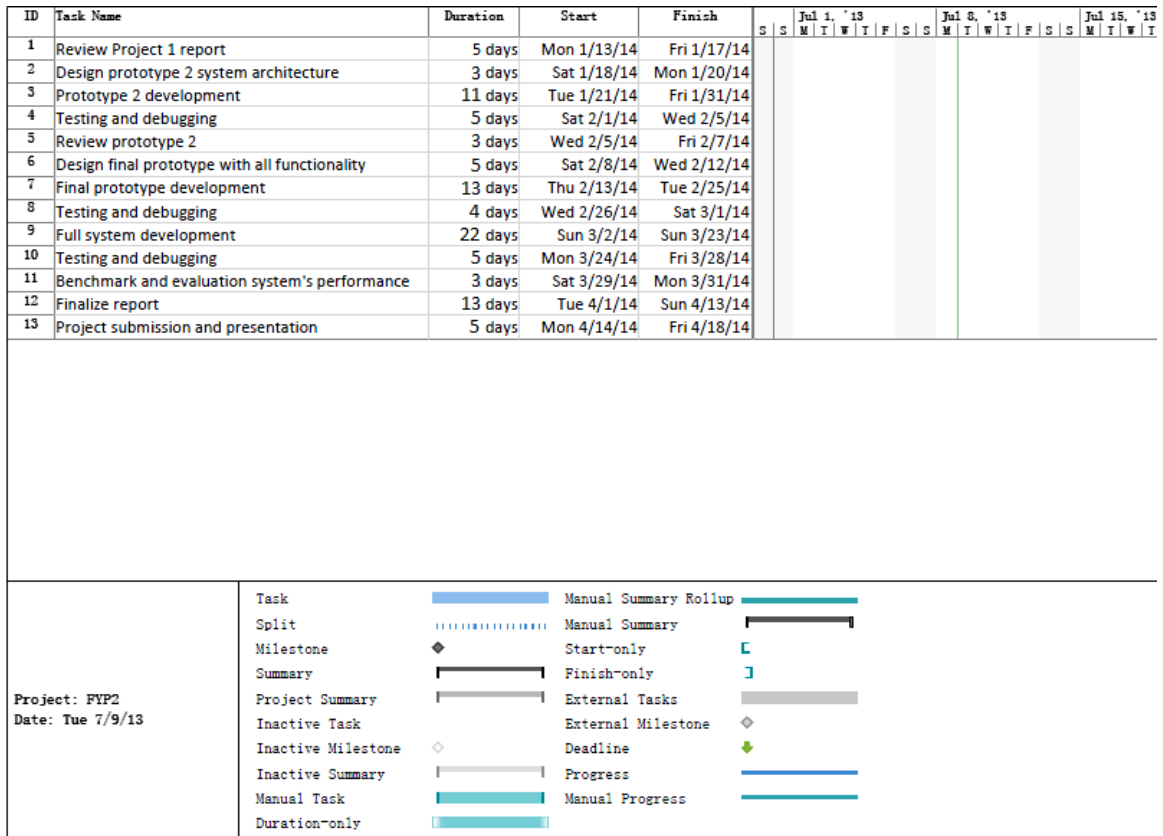 ID Task Name Duration Start Finish Jul 1, '13 Jul 8, '13 Jul 15, '13
S S M T W T F S S M T W T F S S M T W T
1 Review Project 1 report 5 days Mon 1/13/14 Fri 1/17/14
2 Design prototype 2 system architecture 3 days Sat 1/18/14 Mon 1/20/14
3 Prototype 2 development 11 days Tue 1/21/14 Fri 1/31/14
4 Testing and debugging 5 days Sat 2/1/14 Wed 2/5/14
5 Review prototype 2 3 days Wed 2/5/14 Fri 2/7/14
6 Design final prototype with all functionality 5 days Sat 2/8/14 Wed 2/12/14
7 Final prototype development 13 days Thu 2/13/14 Tue 2/25/14
8 Testing and debugging 4 days Wed 2/26/14 Sat 3/1/14
9 Full system development 22 days Sun 3/2/14 Sun 3/23/14
10 Testing and debugging 5 days Mon 3/24/14 Fri 3/28/14
11 Benchmark and evaluation system's performance 3 days Sat 3/29/14 Mon 3/31/14
12 Finalize report 13 days Tue 4/1/14 Sun 4/13/14
13 Project submission and presentation 5 days Mon 4/14/14 Fri 4/18/14
Project: FYP2
Date: Tue 7/9/13
Task Manual Summary Rollup
Split Manual Summary
Milestone Start-only
Summary Finish-only
Project Summary External Tasks
Inactive Task External Milestone
Inactive Milestone Deadline
Inactive Summary Progress
Manual Task Manual Progress
Duration-only